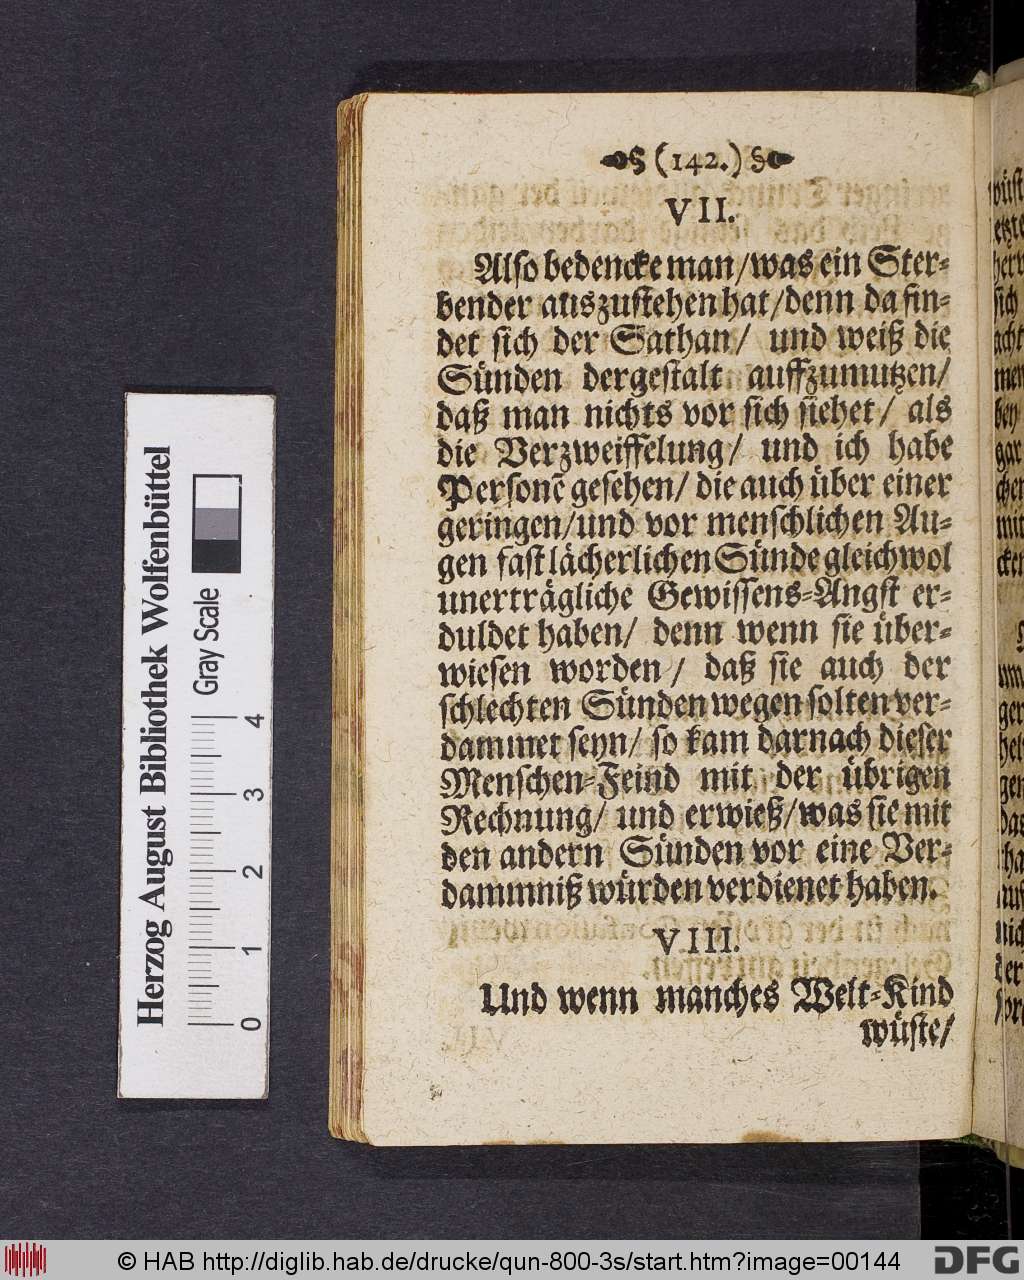 (142.)
VII.
Also bedencke man/was ein Ster-
bender auszustehen hat/denn da fin-
det sich der Sathan/ und weiß die
Sünden dergestalt auffzumutzen/
daß man nichts vor sich siehet/ als
die Verzweiffelung/ und ich habe
Personē gesehen/ die auch über einer
geringen/und vor menschlichen Au-
gen fast lächerlichen Sünde gleichwol
unerträgliche Gewissens-Angst er-
duldet haben/ denn wenn sie über-
wiesen worden/ daß sie auch der
schlechten Sünden wegen solten ver-
dammet seyn/ so kam darnach dieser
Menschen-Feind mit der übrigen
Rechnung/ und erwieß/was sie mit
den andern Sünden vor eine Ver-
dammniß würden verdienet haben.
VIII.
Und wenn manches Welt-Kind
wüste/
Herzog August Bibliothek Wolfenbüttel
Gray Scale
0 1 2 3 4
© HAB http://diglib.hab.de/drucke/qun-800-3s/start.htm?image=00144
DFG